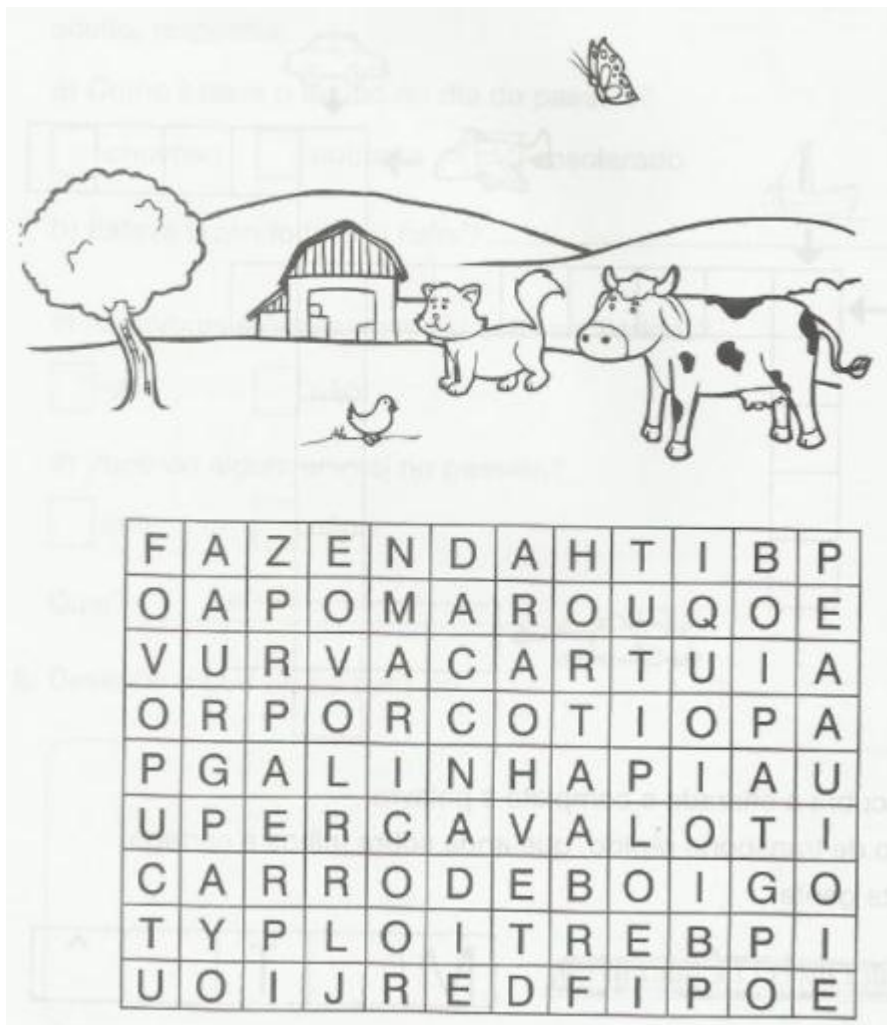 F A Z E N D A H T I B P
O A P O M A R O U Q O E
V U R V A C A R T U I A
O R P O R C O T I O P A
P G A L I N H A P I A U
U P E R C A V A L O T I
C A R R O D E B O I G O
T Y P L O I T R E B P I
U O I J R E D F I P O E